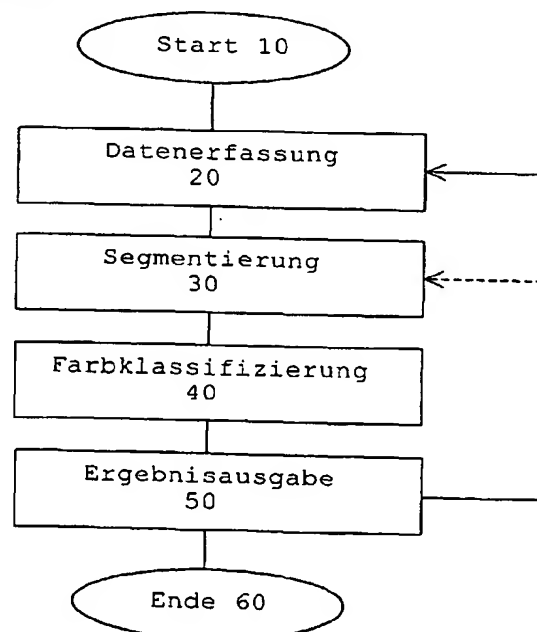 Start 10
Datenerfassung
20
Segmentierung
30
Farbklassifizierung
40
Ergebnisausgabe
50
Ende 60